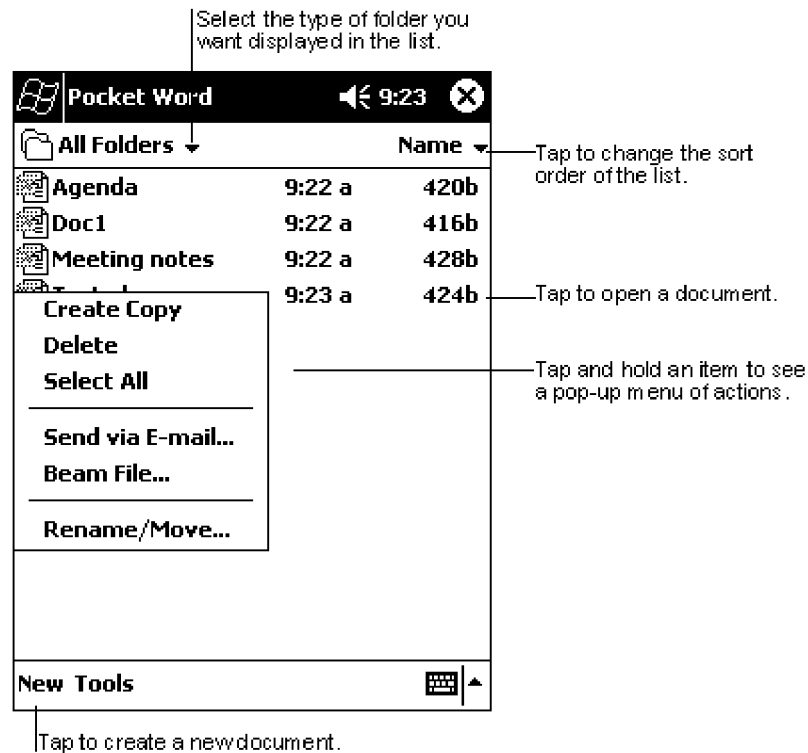 Select the type of folder you
want displayed in the list.
Pocket Word 9:23
All Folders Name
Tap to change the sort
order of the list.
Agenda 9:22 a 420b
Doc1 9:22 a 416b
Meeting notes 9:22 a 428b
9:23 a 424b
Tap to open a document.
Create Copy
Delete
Select All
Tap and hold an item to see
a pop-up menu of actions.
Send via E-mail...
Beam File...
Rename/Move...
New Tools
Tap to create a new document.